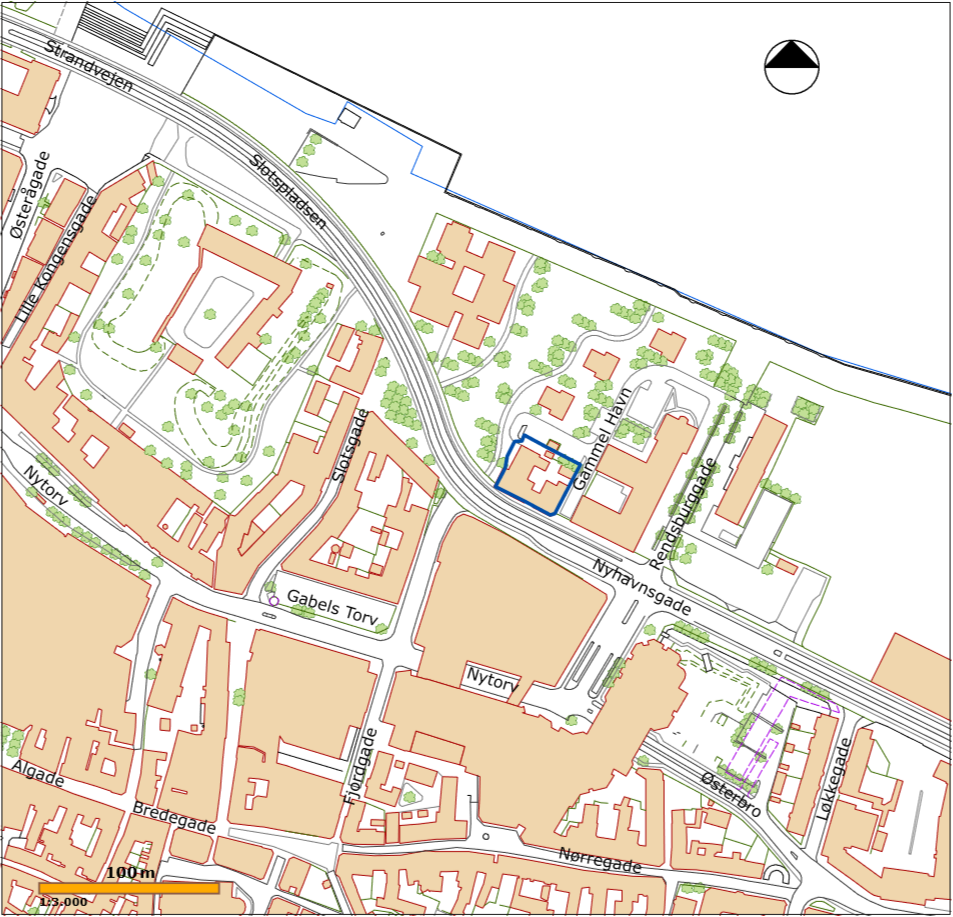 Strandvejen
Slotspladsen
Østerågade
Lille Kongensgade
Gammel Havn
Slotsgade
Nytorv
Rendsburggade
Nyhavnsgade
Gabels Torv
Nytorv
Fjordgade
Løkkegade
Østerbro
Algade
Bredegade
Nørregade
100 m
1:3.000